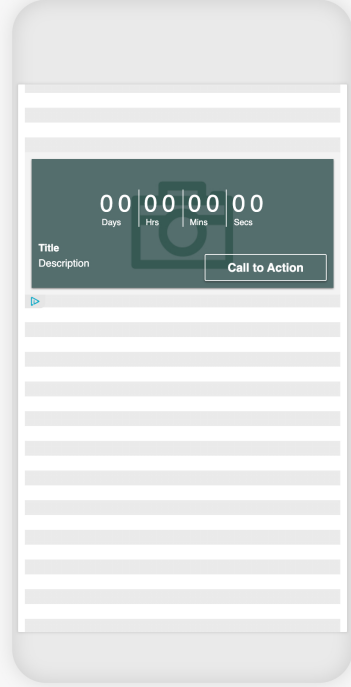 00 00 00 00
Days Hrs Mins Secs
Title
Description
Call to Action